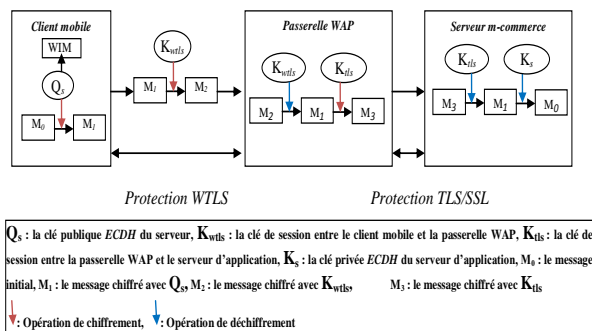 Client mobile
WIM
Qs
M0 M1
Kwtls
M1 M2
Passerelle WAP
Kwtls Ktls
M2 M1 M3
Serveur m-commerce
Ktls Ks
M3 M1 M0
Protection WTLS Protection TLS/SSL
Qs : la clé publique ECDH du serveur, Kwtls : la clé de session entre le client mobile et la passerelle WAP, Ktls : la clé de
session entre la passerelle WAP et le serveur d'application, Ks : la clé privée ECDH du serveur d'application, M0 : le message
initial, M1 : le message chiffré avec Qs, M2 : le message chiffré avec Kwtls, M3 : le message chiffré avec Ktls
: Opération de chiffrement, : Opération de déchiffrement